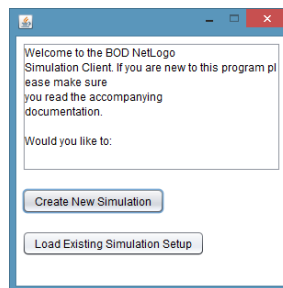 Welcome to the BOD NetLogo
Simulation Client. If you are new to this program pl
ease make sure
you read the accompanying
documentation.
Would you like to:
Create New Simulation
Load Existing Simulation Setup